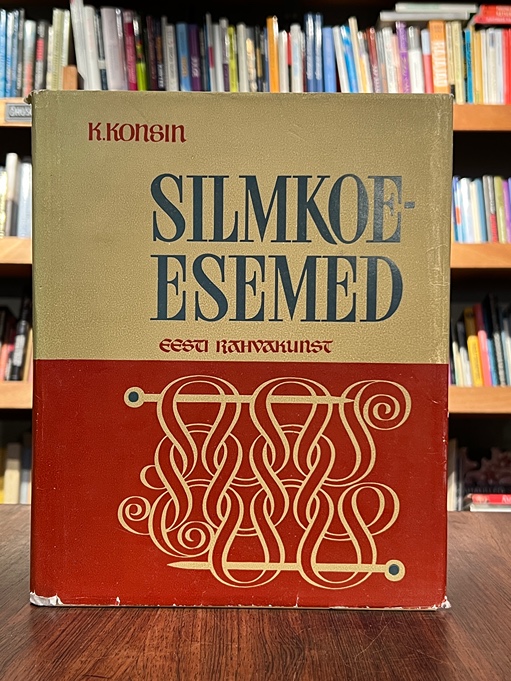 K. KONSIN
SILMKOE-
ESEMED
EESTI RAHVAKUNST